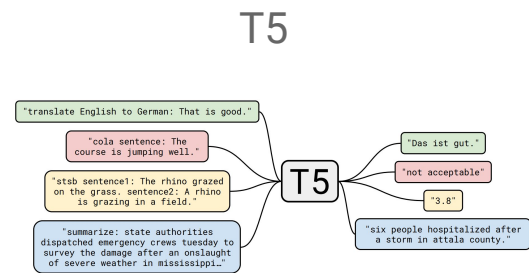 T5
"translate English to German: That is good."
"cola sentence: The
course is jumping well."
"stsb sentence1: The rhino grazed
on the grass. sentence2: A rhino
is grazing in a field."
"summarize: state authorities
dispatched emergency crews tuesday to
survey the damage after an onslaught
of severe weather in mississippi…"
T5
"Das ist gut."
"not acceptable"
"3.8"
"six people hospitalized after
a storm in attala county."